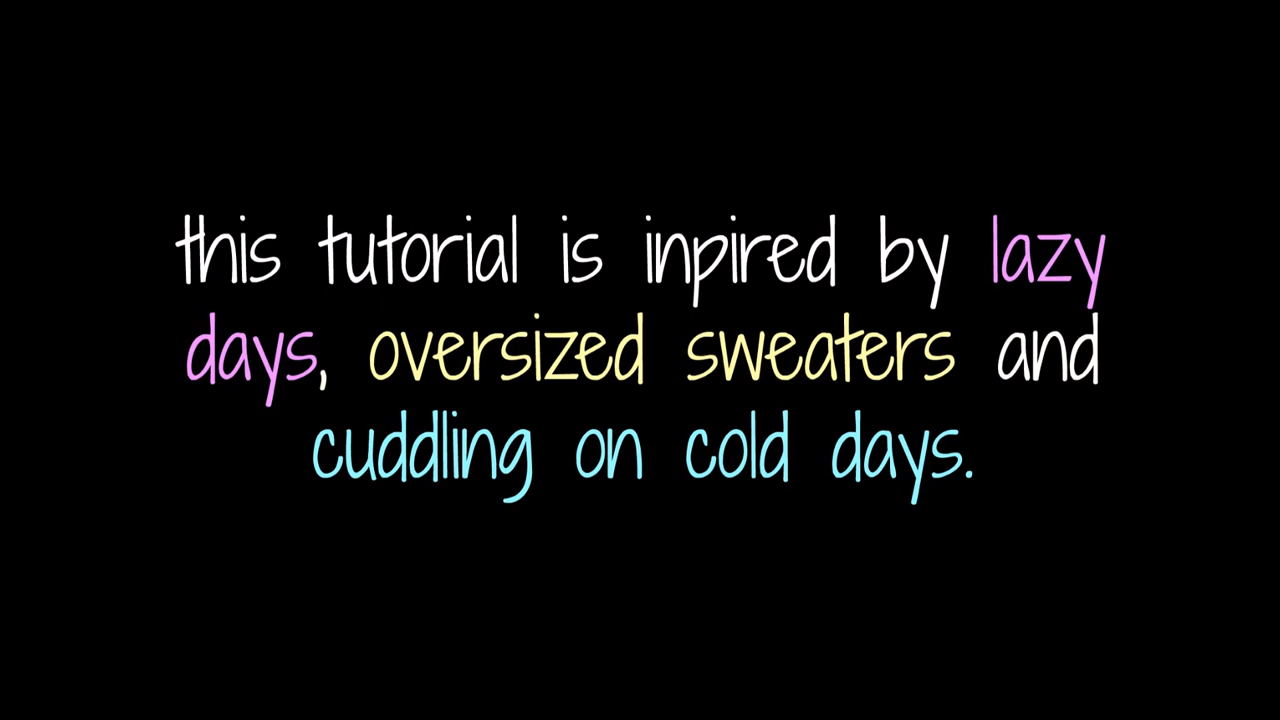 this tutorial is inpired by lazy
days, oversized sweaters and
cuddling on cold days.